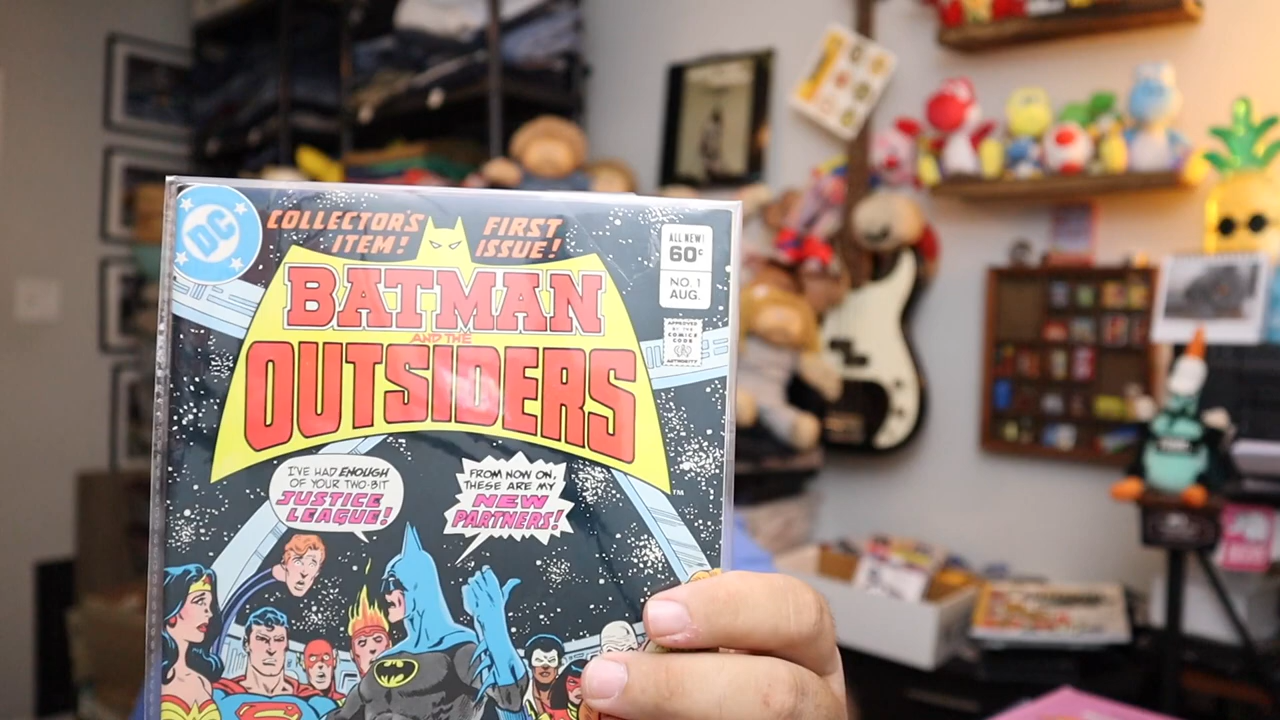 DC
COLLECTOR'S
ITEM!
FIRST
ISSUE!
ALL NEW!
60¢
NO. 1
AUG.
BATMAN
AND THE
OUTSIDERS
TM
APPROVED
BY THE
COMICS
CODE
AUTHORITY
I'VE HAD ENOUGH
OF YOUR TWO-BIT
JUSTICE
LEAGUE!
FROM NOW ON,
THESE ARE MY
NEW
PARTNERS!